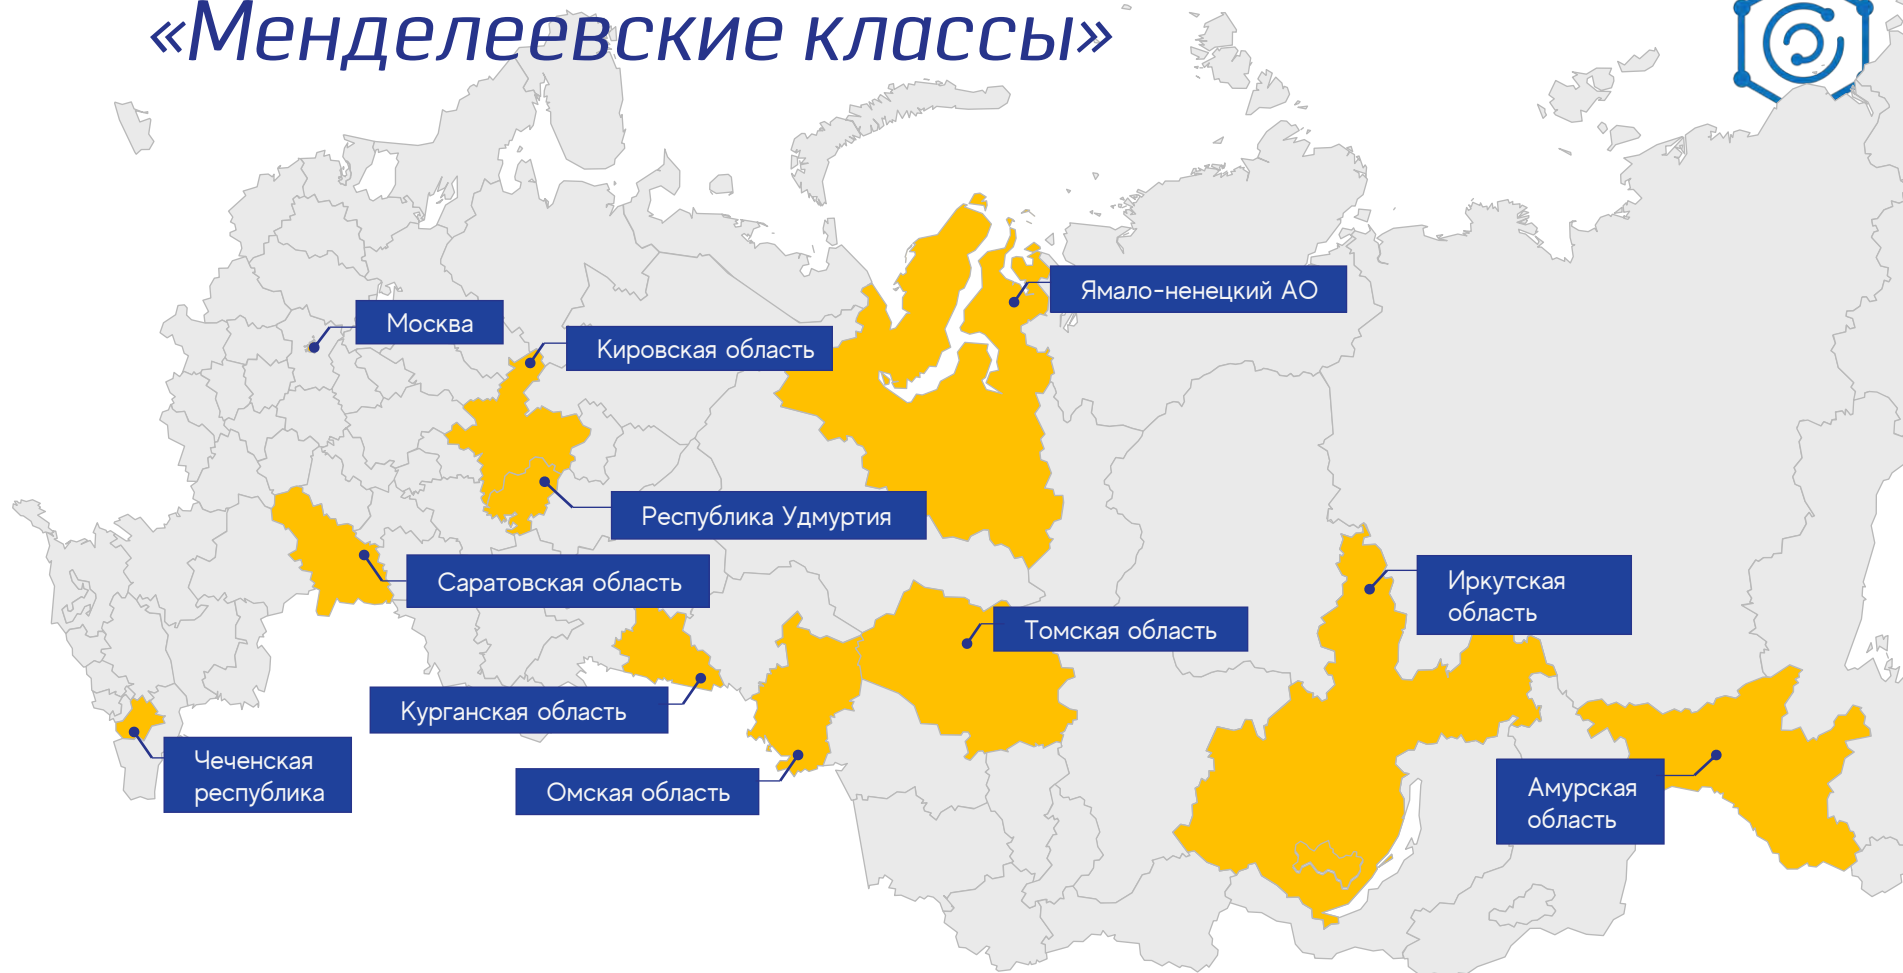 «Менделеевские классы»
Ямало-ненецкий АО
Москва
Кировская область
Республика Удмуртия
Саратовская область
Иркутская
область
Томская область
Курганская область
Чеченская
республика
Омская область
Амурская
область